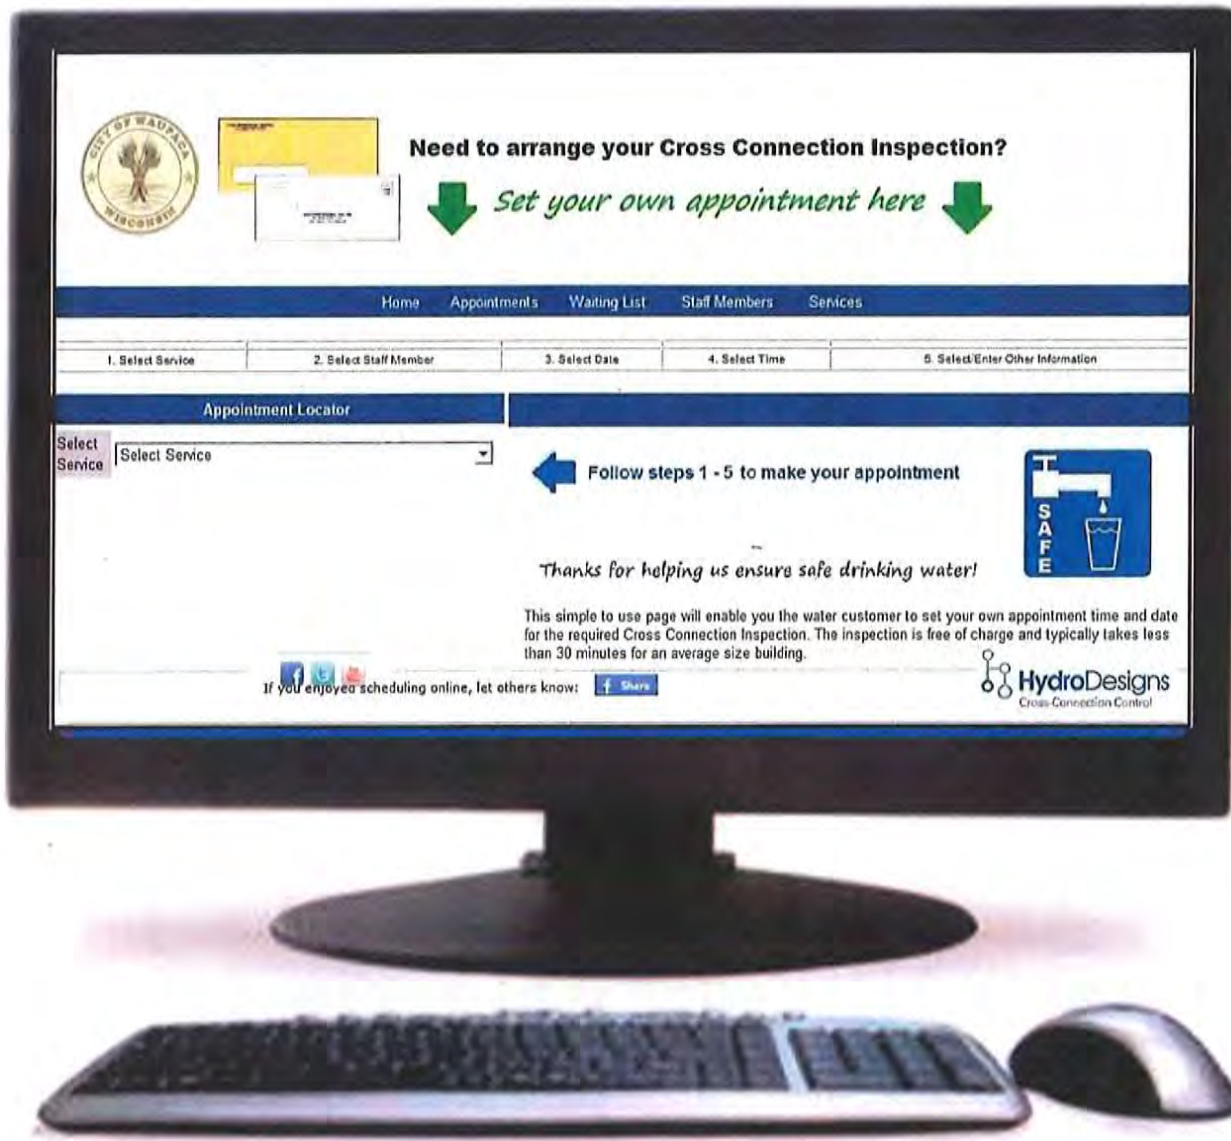 CITY OF WAUPACA
WISCONSIN
Need to arrange your Cross Connection Inspection?
Set your own appointment here
Home Appointments Waiting List Staff Members Services
1. Select Service 2. Select Staff Member 3. Select Date 4. Select Time 5. Select/Enter Other Information
Appointment Locator
Select
Service
Select Service
Follow steps 1 - 5 to make your appointment
SAFE
Thanks for helping us ensure safe drinking water!
This simple to use page will enable you the water customer to set your own appointment time and date
for the required Cross Connection Inspection. The inspection is free of charge and typically takes less
than 30 minutes for an average size building.
If you enjoyed scheduling online, let others know: f Share
HydroDesigns
Cross-Connection Control